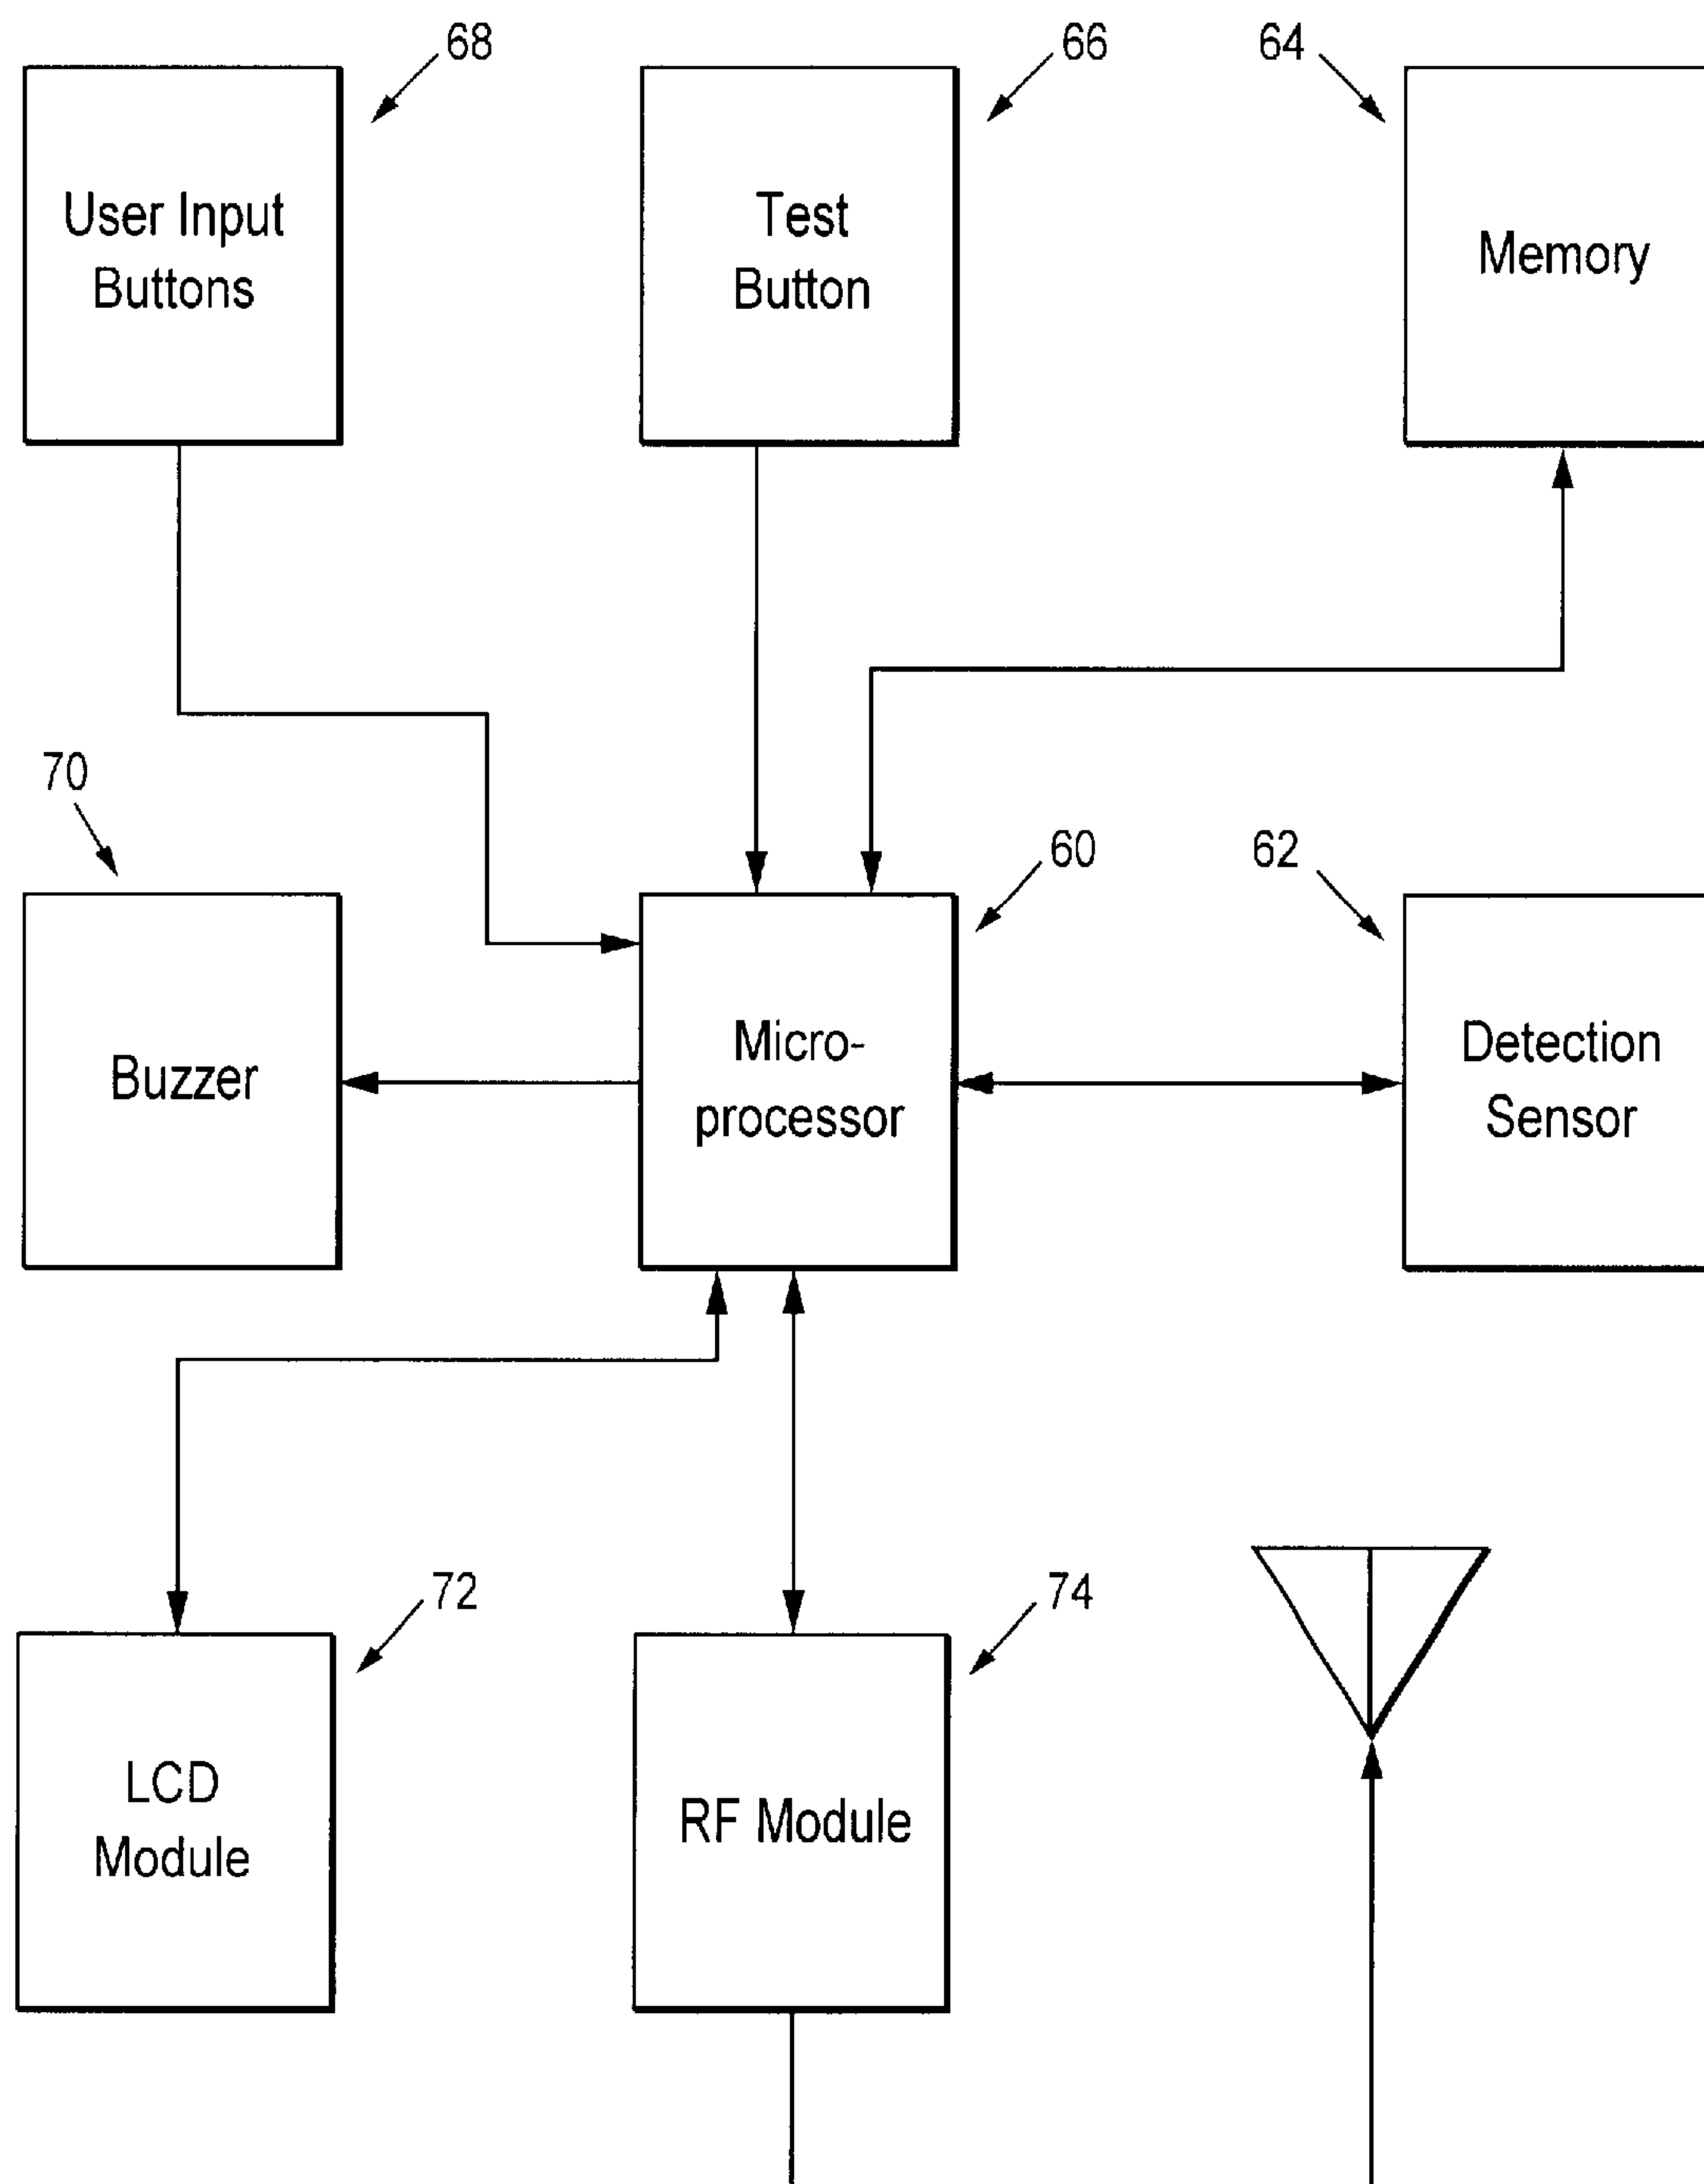 68
66
64
User Input
Buttons
Test
Button
Memory
70
60
62
Buzzer
Micro-
processor
Detection
Sensor
72
74
LCD
Module
RF Module